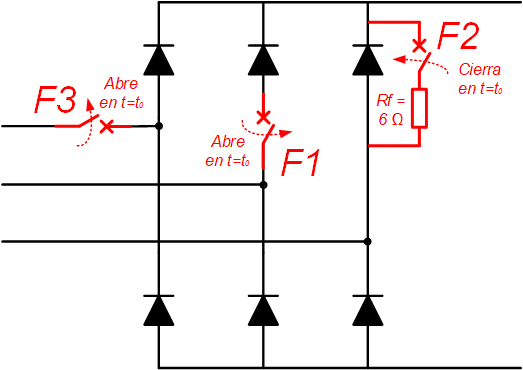 F2
Cierra
en t=t₀
Rf =
6 Ω
Abre
en t=t₀
F3
Abre
en t=t₀
F1